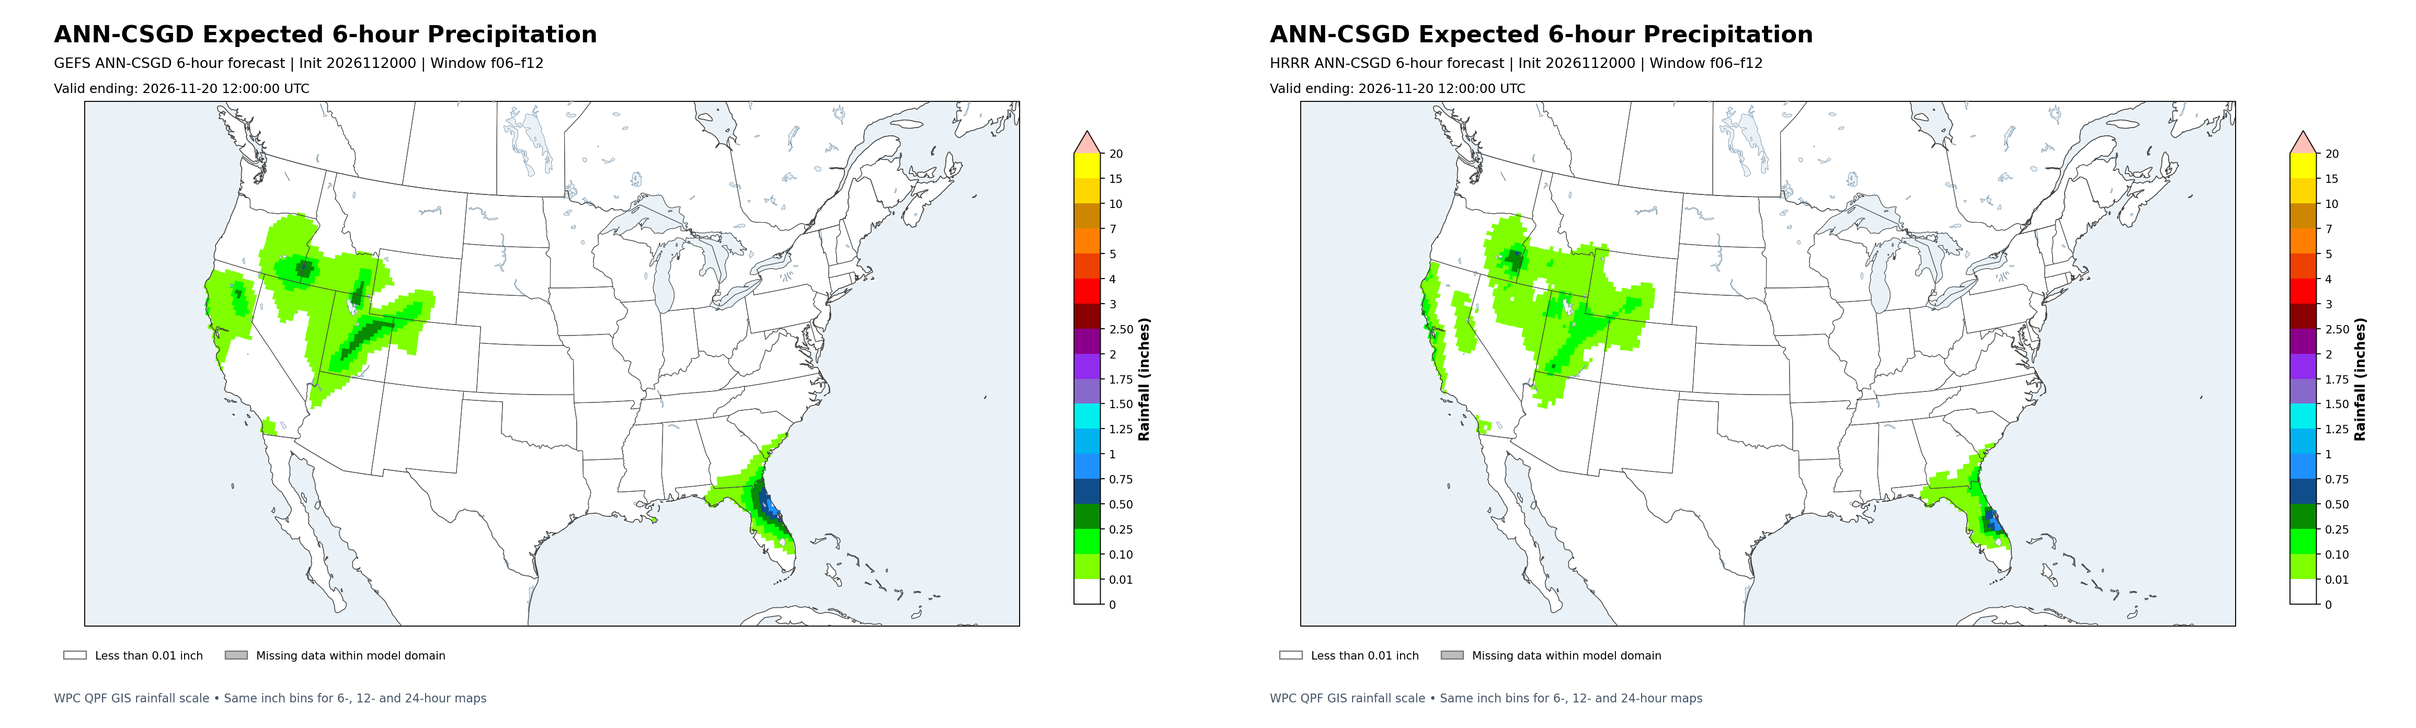 ANN-CSGD Expected 6-hour Precipitation
GEFS ANN-CSGD 6-hour forecast | Init 2026112000 | Window f06–f12
Valid ending: 2026-11-20 12:00:00 UTC
20
15
10
7
5
4
3
2.50
2
1.75
1.50
1.25
1
0.75
0.50
0.25
0.10
0.01
0
Rainfall (inches)
Less than 0.01 inch
Missing data within model domain
WPC QPF GIS rainfall scale • Same inch bins for 6-, 12- and 24-hour maps
ANN-CSGD Expected 6-hour Precipitation
HRRR ANN-CSGD 6-hour forecast | Init 2026112000 | Window f06–f12
Valid ending: 2026-11-20 12:00:00 UTC
20
15
10
7
5
4
3
2.50
2
1.75
1.50
1.25
1
0.75
0.50
0.25
0.10
0.01
0
Rainfall (inches)
Less than 0.01 inch
Missing data within model domain
WPC QPF GIS rainfall scale • Same inch bins for 6-, 12- and 24-hour maps